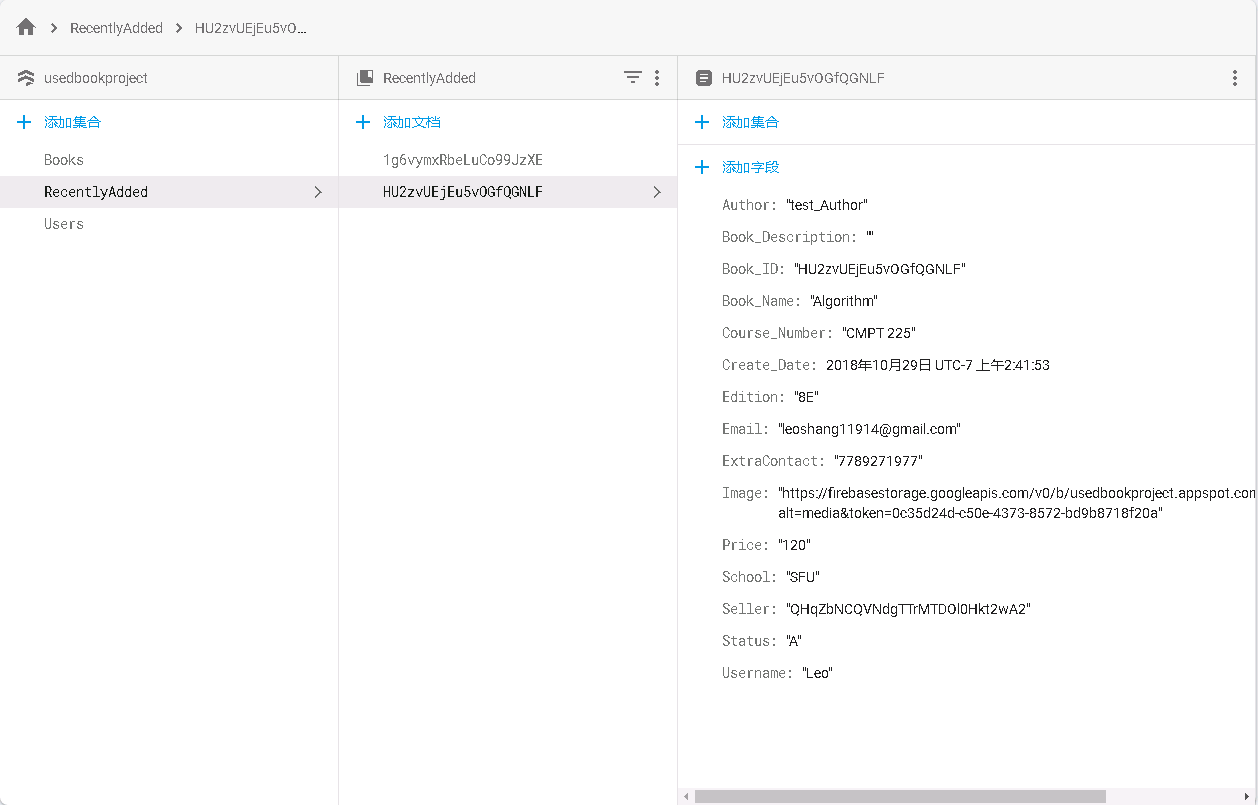 RecentlyAdded HU2zvUEjEu5vO...
usedbookproject
添加集合
Books
RecentlyAdded
Users
RecentlyAdded
添加文档
1g6vymxRbeLuCo99JzXE
HU2zvUEjEu5vOGfQGNLF
HU2zvUEjEu5vOGfQGNLF
添加集合
添加字段
Author: "test_Author"
Book_Description: ""
Book_ID: "HU2zvUEjEu5vOGfQGNLF"
Book_Name: "Algorithm"
Course_Number: "CMPT 225"
Create_Date: 2018年10月29日 UTC-7 上午2:41:53
Edition: "8E"
Email: "leoshang11914@gmail.com"
ExtraContact: "7789271977"
Image: "https://firebasestorage.googleapis.com/v0/b/usedbookproject.appspot.con
alt=media&token=0c35d24d-c50e-4373-8572-bd9b8718f20a"
Price: "120"
School: "SFU"
Seller: "QHqZbNCQVNdgTTrMTDOl0Hkt2wA2"
Status: "A"
Username: "Leo"